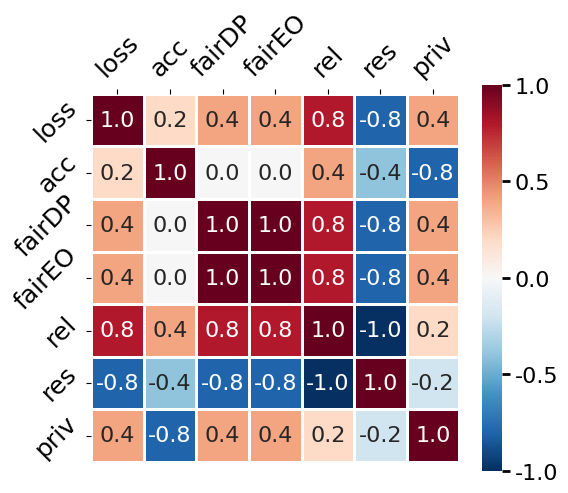 loss acc fairDP fairEO rel res priv
loss 1.0 0.2 0.4 0.4 0.8 -0.8 0.4
acc 0.2 1.0 0.0 0.0 0.4 -0.4 -0.8
fairDP 0.4 0.0 1.0 1.0 0.8 -0.8 0.4
fairEO 0.4 0.0 1.0 1.0 0.8 -0.8 0.4
rel 0.8 0.4 0.8 0.8 1.0 -1.0 0.2
res -0.8 -0.4 -0.8 -0.8 -1.0 1.0 -0.2
priv 0.4 -0.8 0.4 0.4 0.2 -0.2 1.0
1.0
0.5
0.0
-0.5
-1.0